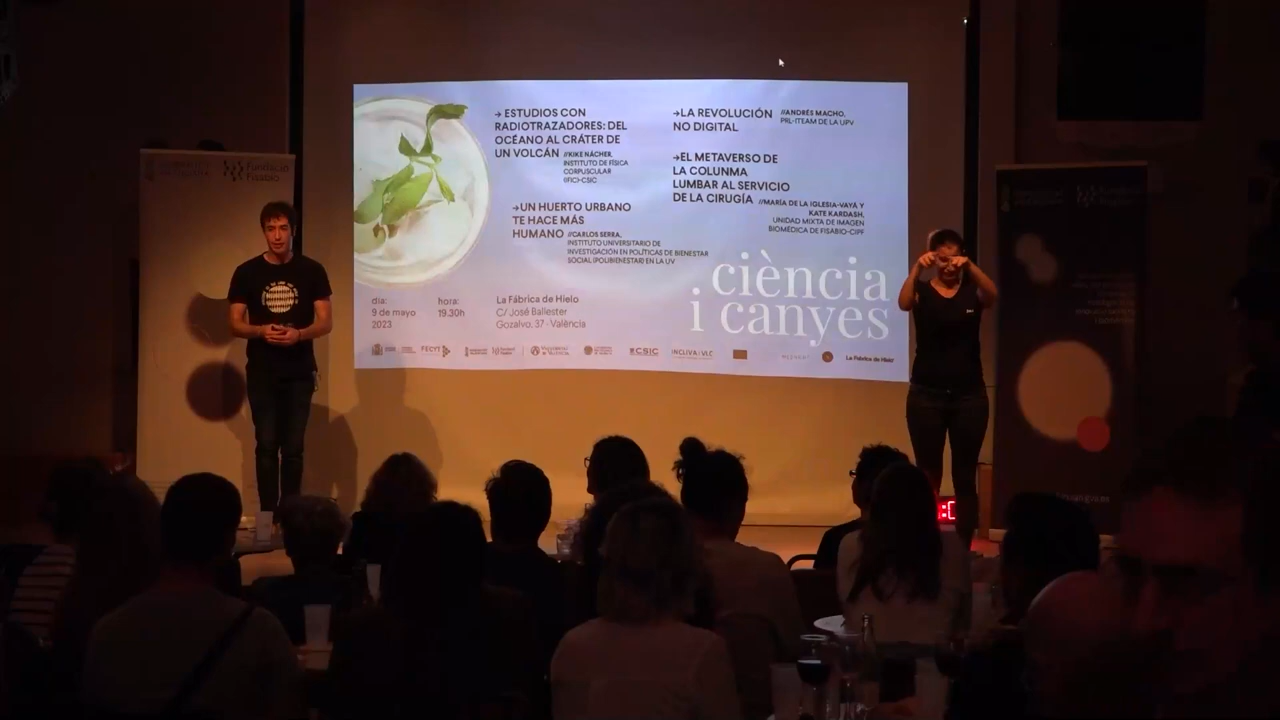 Fundación
Fisabio
→ ESTUDIOS CON
RADIOTRAZADORES: DEL
OCÉANO AL CRÁTER DE
UN VOLCÁN //KIKE NÁCHER,
INSTITUTO DE FÍSICA
CORPUSCULAR
(IFIC)-CSIC
→UN HUERTO URBANO
TE HACE MÁS
HUMANO //CARLOS SERRA,
INSTITUTO UNIVERSITARIO DE
INVESTIGACIÓN EN POLÍTICAS DE BIENESTAR
SOCIAL (POLIBIENESTAR) EN LA UV
→LA REVOLUCIÓN
NO DIGITAL //ANDRÉS MACHO,
PRL-ITEAM DE LA UPV
→EL METAVERSO DE
LA COLUNMA
LUMBAR AL SERVICIO
DE LA CIRUGÍA //MARÍA DE LA IGLESIA-VAYÁ Y
KATE KARDASH,
UNIDAD MIXTA DE IMAGEN
BIOMÉDICA DE FISABIO-CIPF
ciència
i canyes
día:
9 de mayo
2023
hora:
19.30h
La Fábrica de Hielo
C/ José Ballester
Gozalvo, 37 - València
FECYT
CSIC
INCLIVA VLC
La Fábrica de Hielo